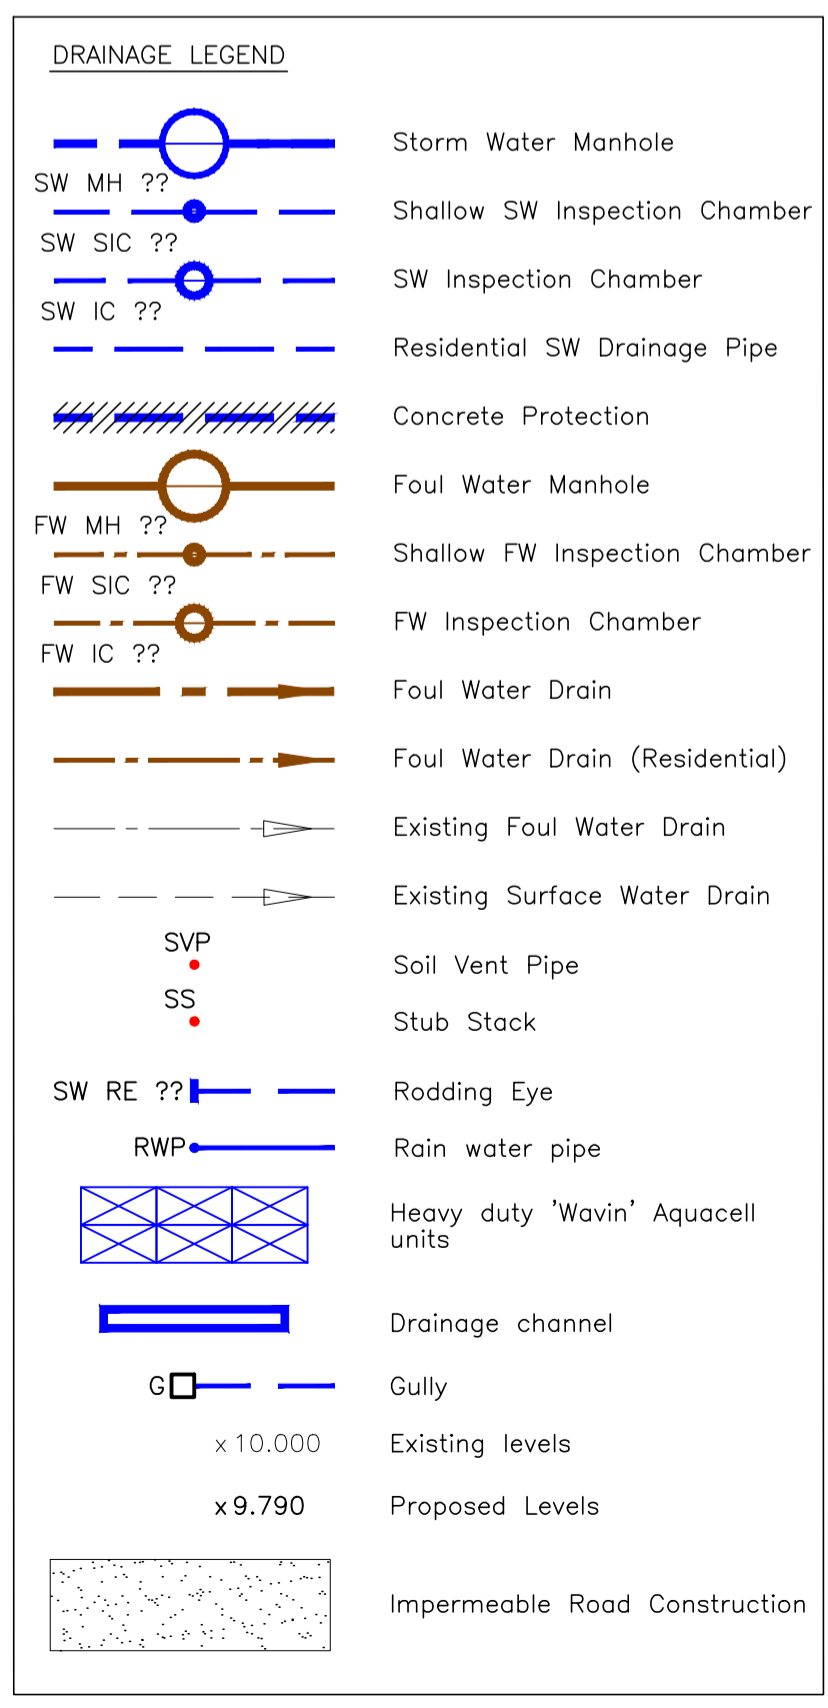 DRAINAGE LEGEND
Storm Water Manhole
SW MH ??
Shallow SW Inspection Chamber
SW SIC ??
SW Inspection Chamber
SW IC ??
Residential SW Drainage Pipe
Concrete Protection
Foul Water Manhole
FW MH ??
Shallow FW Inspection Chamber
FW SIC ??
FW Inspection Chamber
FW IC ??
Foul Water Drain
Foul Water Drain (Residential)
Existing Foul Water Drain
Existing Surface Water Drain
SVP
Soil Vent Pipe
SS
Stub Stack
SW RE ?? Rodding Eye
RWP Rain water pipe
Heavy duty 'Wavin' Aquacell
units
Drainage channel
G Gully
x 10.000 Existing levels
x 9.790 Proposed Levels
Impermeable Road Construction